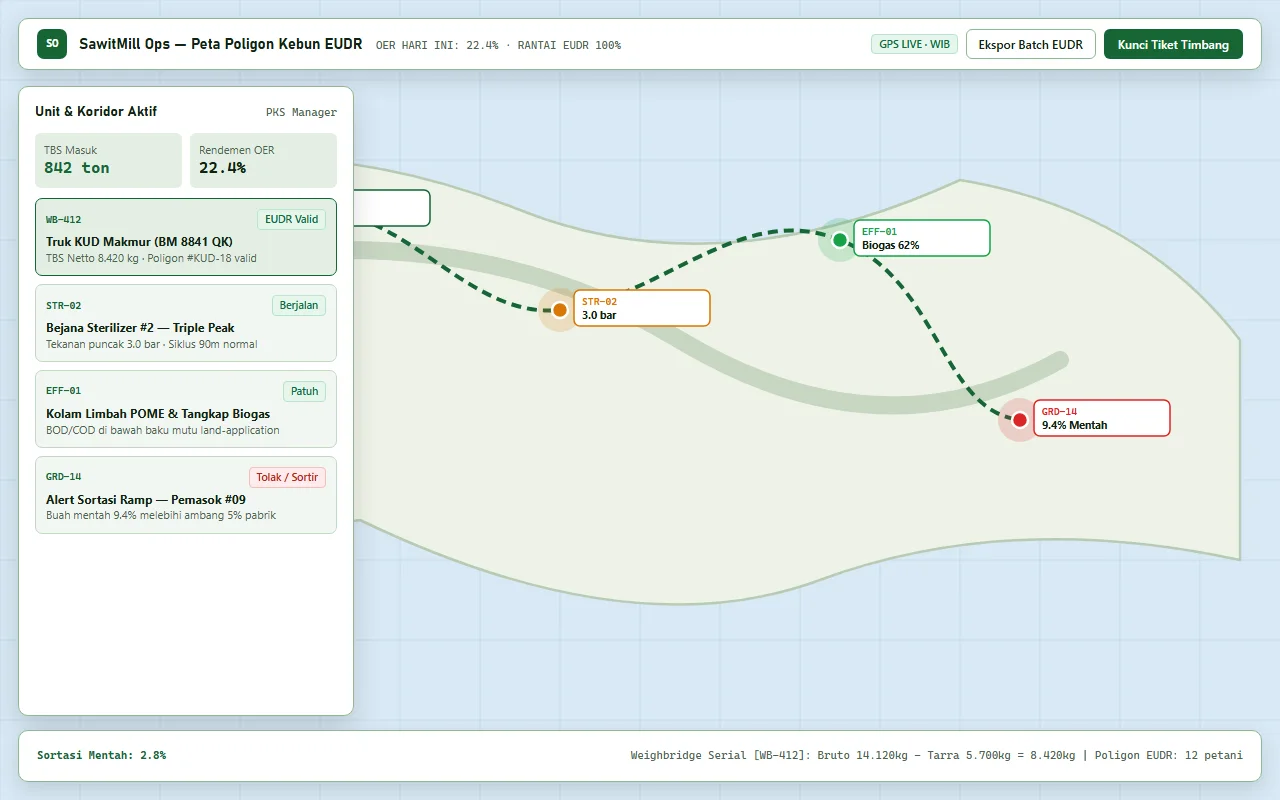 SO
SawitMill Ops — Peta Poligon Kebun EUDR
OER HARI INI: 22.4% · RANTAI EUDR 100%
GPS LIVE · WIB
Ekspor Batch EUDR
Kunci Tiket Timbang
Unit & Koridor Aktif
PKS Manager
TBS Masuk
842 ton
Rendemen OER
22.4%
WB-412
EUDR Valid
Truk KUD Makmur (BM 8841 QK)
TBS Netto 8.420 kg · Poligon #KUD-18 valid
STR-02
Berjalan
Bejana Sterilizer #2 — Triple Peak
Tekanan puncak 3.0 bar · Siklus 90m normal
EFF-01
Patuh
Kolam Limbah POME & Tangkap Biogas
BOD/COD di bawah baku mutu land-application
GRD-14
Tolak / Sortir
Alert Sortasi Ramp — Pemasok #09
Buah mentah 9.4% melebihi ambang 5% pabrik
EFF-01
Biogas 62%
STR-02
3.0 bar
GRD-14
9.4% Mentah
Sortasi Mentah: 2.8%
Weighbridge Serial [WB-412]: Bruto 14.120kg − Tarra 5.700kg = 8.420kg | Poligon EUDR: 12 petani